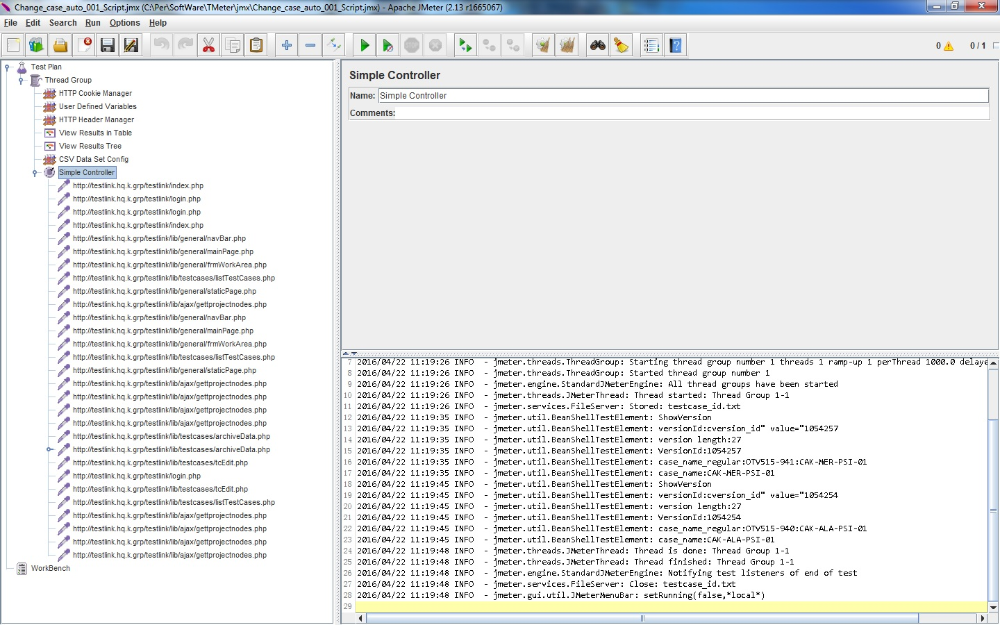 Change_case_auto_001_Script.jmx (C:\Per\SoftWare\TMeter\jmx\Change_case_auto_001_Script.jmx) - Apache JMeter (2.13 r1665067)
File Edit Search Run Options Help
STOP
0 0 / 1
Test Plan
Thread Group
HTTP Cookie Manager
User Defined Variables
HTTP Header Manager
View Results in Table
View Results Tree
CSV Data Set Config
Simple Controller
http://testlink.hq.k.grp/testlink/index.php
http://testlink.hq.k.grp/testlink/login.php
http://testlink.hq.k.grp/testlink/login.php
http://testlink.hq.k.grp/testlink/index.php
http://testlink.hq.k.grp/testlink/lib/general/navBar.php
http://testlink.hq.k.grp/testlink/lib/general/mainPage.php
http://testlink.hq.k.grp/testlink/lib/general/frmWorkArea.php
http://testlink.hq.k.grp/testlink/lib/testcases/listTestCases.php
http://testlink.hq.k.grp/testlink/lib/general/staticPage.php
http://testlink.hq.k.grp/testlink/lib/ajax/gettprojectnodes.php
http://testlink.hq.k.grp/testlink/lib/general/navBar.php
http://testlink.hq.k.grp/testlink/lib/general/mainPage.php
http://testlink.hq.k.grp/testlink/lib/general/frmWorkArea.php
http://testlink.hq.k.grp/testlink/lib/testcases/listTestCases.php
http://testlink.hq.k.grp/testlink/lib/general/staticPage.php
http://testlink.hq.k.grp/testlink/lib/ajax/gettprojectnodes.php
http://testlink.hq.k.grp/testlink/lib/ajax/gettprojectnodes.php
http://testlink.hq.k.grp/testlink/lib/ajax/gettprojectnodes.php
http://testlink.hq.k.grp/testlink/lib/ajax/gettprojectnodes.php
http://testlink.hq.k.grp/testlink/lib/testcases/archiveData.php
http://testlink.hq.k.grp/testlink/lib/testcases/archiveData.php
http://testlink.hq.k.grp/testlink/lib/testcases/tcEdit.php
http://testlink.hq.k.grp/testlink/login.php
http://testlink.hq.k.grp/testlink/lib/testcases/tcEdit.php
http://testlink.hq.k.grp/testlink/lib/testcases/listTestCases.php
http://testlink.hq.k.grp/testlink/lib/ajax/gettprojectnodes.php
http://testlink.hq.k.grp/testlink/lib/ajax/gettprojectnodes.php
http://testlink.hq.k.grp/testlink/lib/ajax/gettprojectnodes.php
http://testlink.hq.k.grp/testlink/lib/ajax/gettprojectnodes.php
WorkBench
Simple Controller
Name: Simple Controller
Comments:
7 2016/04/22 11:19:26 INFO - jmeter.threads.ThreadGroup: Starting thread group number 1 threads 1 ramp-up 1 perThread 1000.0 delaye
8 2016/04/22 11:19:26 INFO - jmeter.threads.ThreadGroup: Started thread group number 1
9 2016/04/22 11:19:26 INFO - jmeter.engine.StandardJMeterEngine: All thread groups have been started
10 2016/04/22 11:19:26 INFO - jmeter.threads.JMeterThread: Thread started: Thread Group 1-1
11 2016/04/22 11:19:26 INFO - jmeter.services.FileServer: Stored: testcase_id.txt
12 2016/04/22 11:19:35 INFO - jmeter.util.BeanShellTestElement: ShowVersion
13 2016/04/22 11:19:35 INFO - jmeter.util.BeanShellTestElement: versionId:cversion_id" value="1054257
14 2016/04/22 11:19:35 INFO - jmeter.util.BeanShellTestElement: version length:27
15 2016/04/22 11:19:35 INFO - jmeter.util.BeanShellTestElement: VersionId:1054257
16 2016/04/22 11:19:35 INFO - jmeter.util.BeanShellTestElement: case_name_regular:OTV515-941:CAK-MER-PSI-01
17 2016/04/22 11:19:35 INFO - jmeter.util.BeanShellTestElement: case_name:CAK-MER-PSI-01
18 2016/04/22 11:19:45 INFO - jmeter.util.BeanShellTestElement: ShowVersion
19 2016/04/22 11:19:45 INFO - jmeter.util.BeanShellTestElement: versionId:cversion_id" value="1054254
20 2016/04/22 11:19:45 INFO - jmeter.util.BeanShellTestElement: version length:27
21 2016/04/22 11:19:45 INFO - jmeter.util.BeanShellTestElement: VersionId:1054254
22 2016/04/22 11:19:45 INFO - jmeter.util.BeanShellTestElement: case_name_regular:OTV515-940:CAK-ALA-PSI-01
23 2016/04/22 11:19:45 INFO - jmeter.util.BeanShellTestElement: case_name:CAK-ALA-PSI-01
24 2016/04/22 11:19:48 INFO - jmeter.threads.JMeterThread: Thread is done: Thread Group 1-1
25 2016/04/22 11:19:48 INFO - jmeter.threads.JMeterThread: Thread finished: Thread Group 1-1
26 2016/04/22 11:19:48 INFO - jmeter.engine.StandardJMeterEngine: Notifying test listeners of end of test
27 2016/04/22 11:19:48 INFO - jmeter.services.FileServer: Close: testcase_id.txt
28 2016/04/22 11:19:48 INFO - jmeter.gui.util.JMeterMenuBar: setRunning(false,*local*)
29